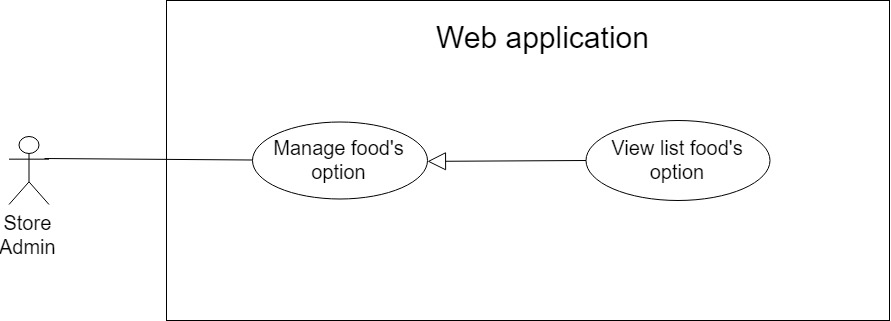 Web application
Manage food's
option
View list food's
option
Store
Admin